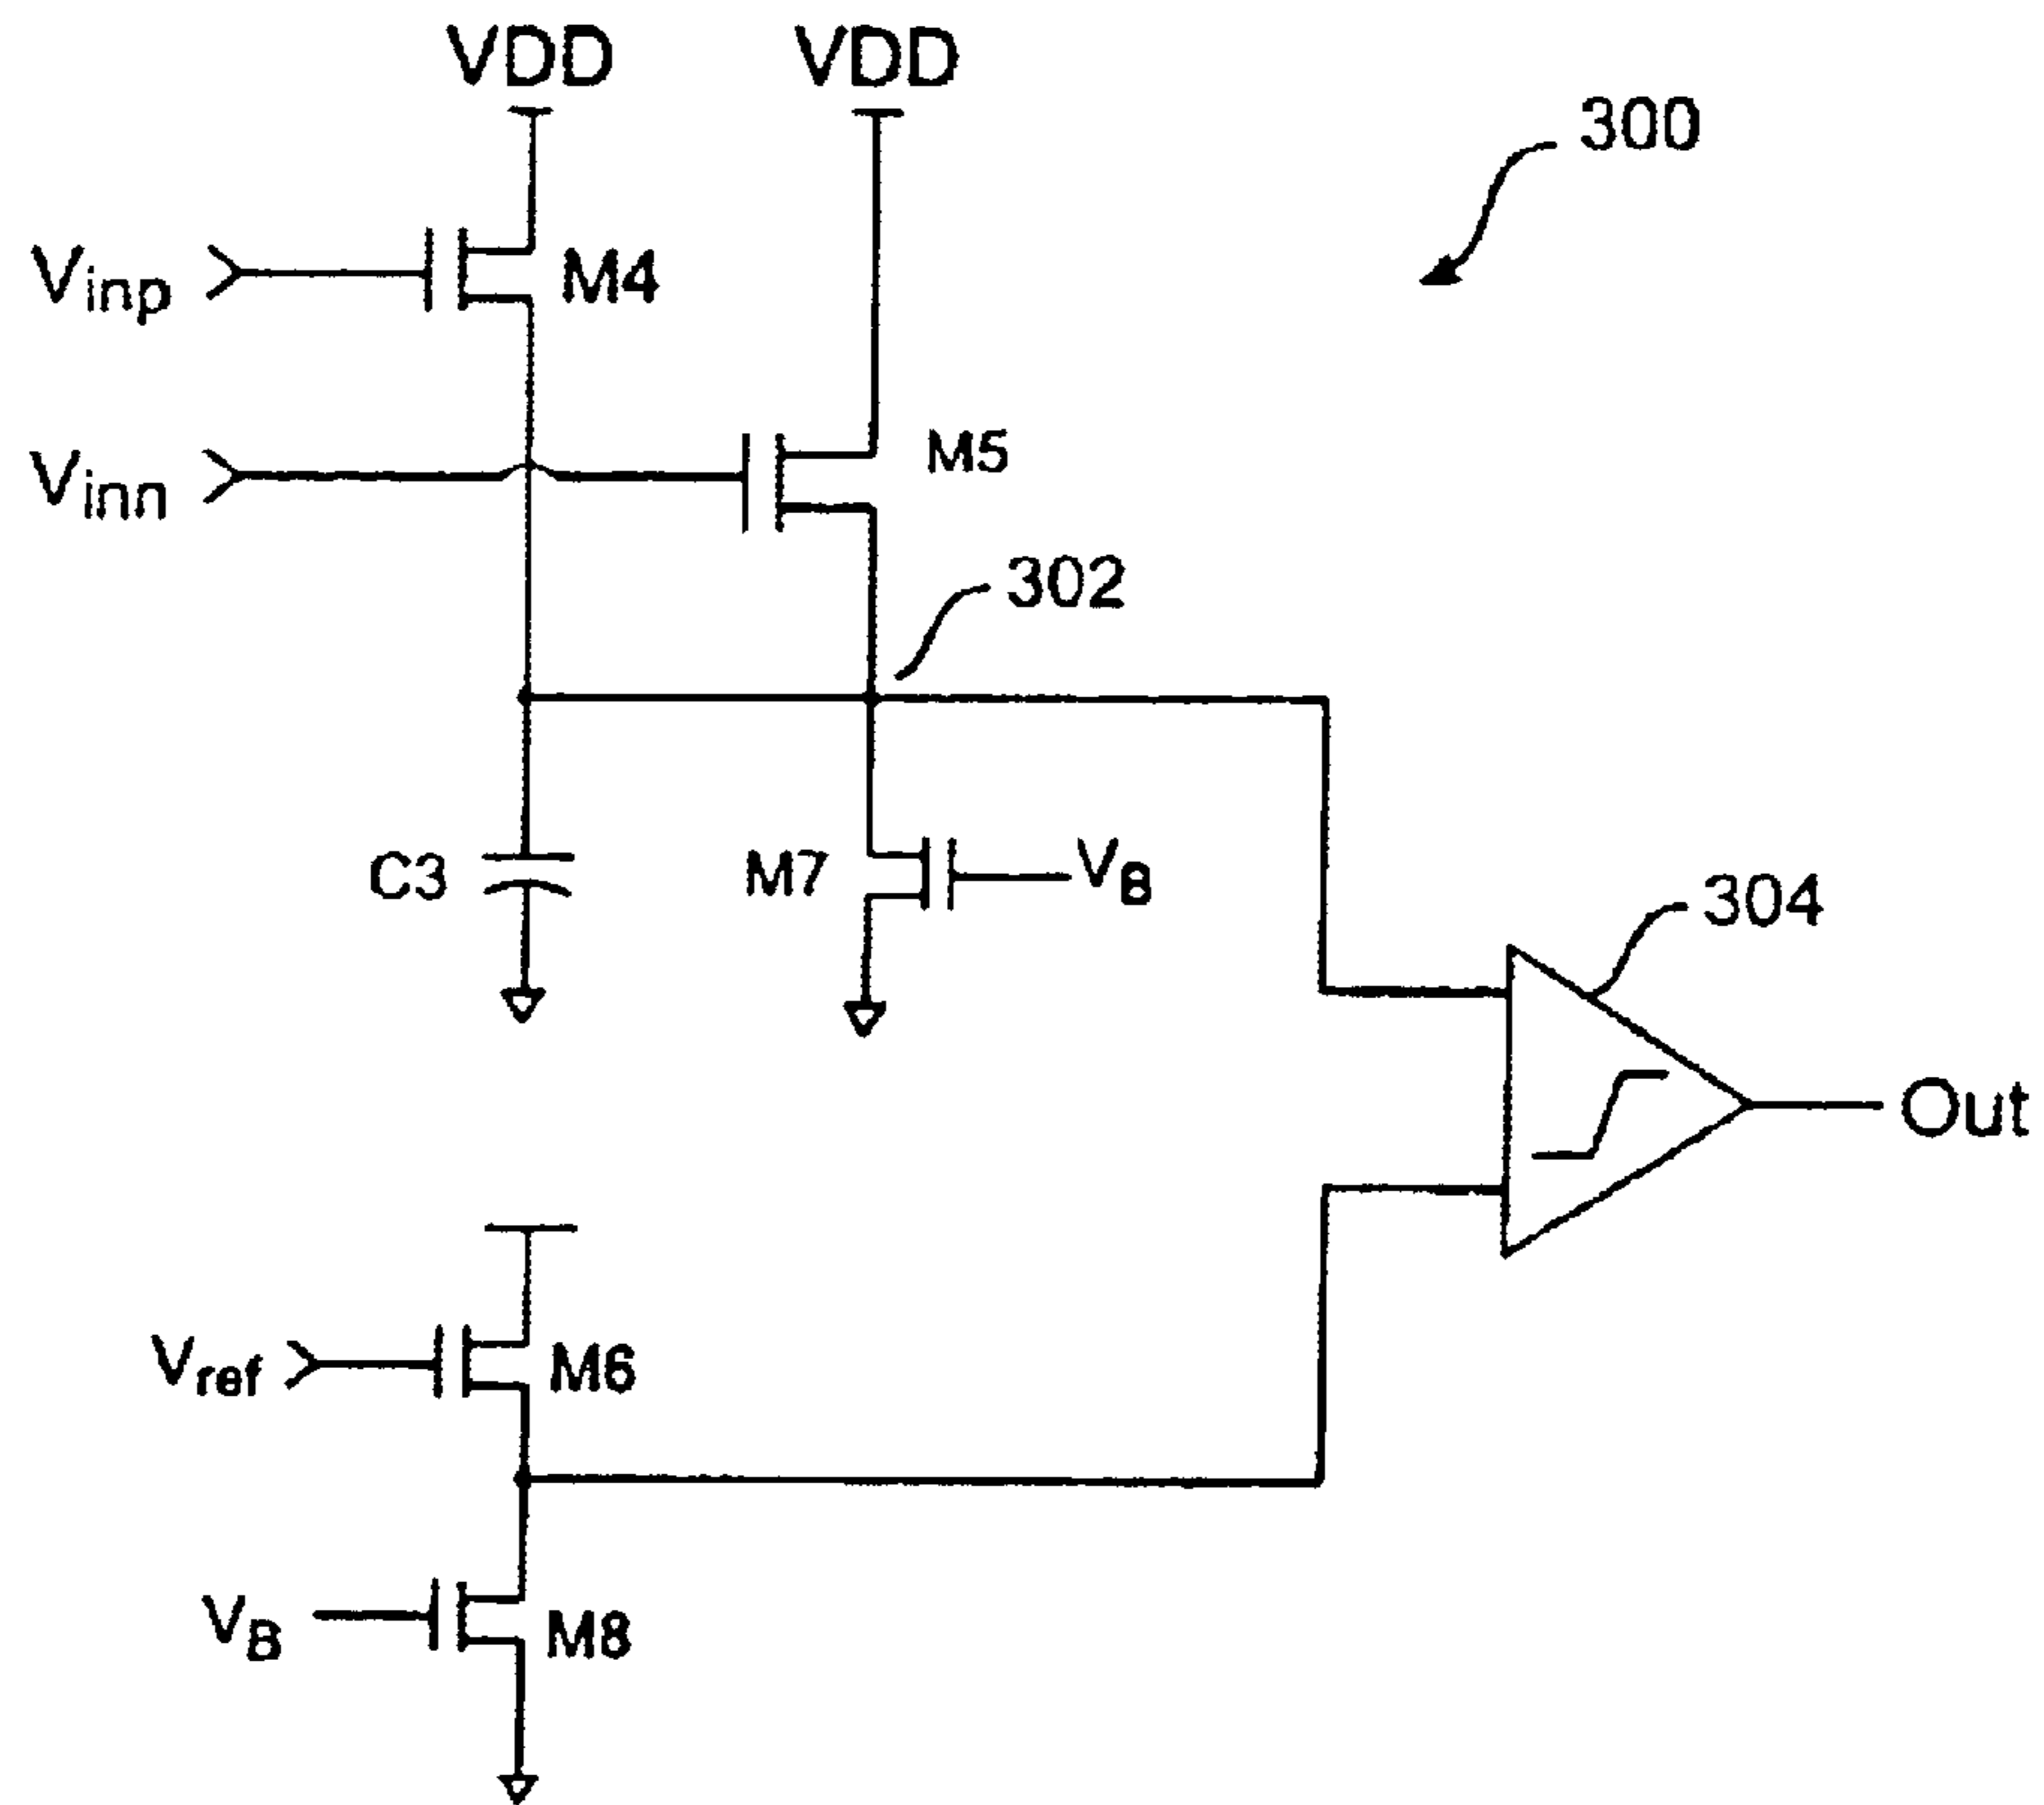 VDD VDD
300
Vinp M4
Vinn M5
302
C3 M7 VB
304
Out
Vref M6
VB M8